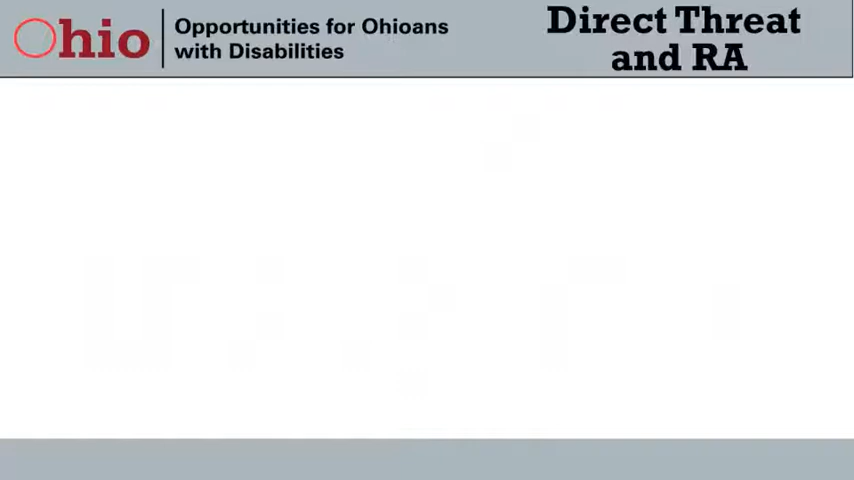 Ohio
Opportunities for Ohioans
with Disabilities
Direct Threat
and RA